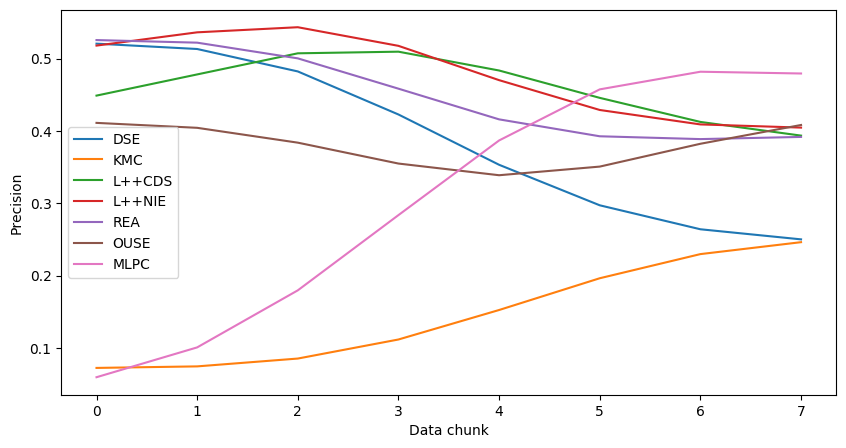 0.5
0.4
0.3
0.2
0.1
Precision
DSE
KMC
L++CDS
L++NIE
REA
OUSE
MLPC
0 1 2 3 4 5 6 7
Data chunk